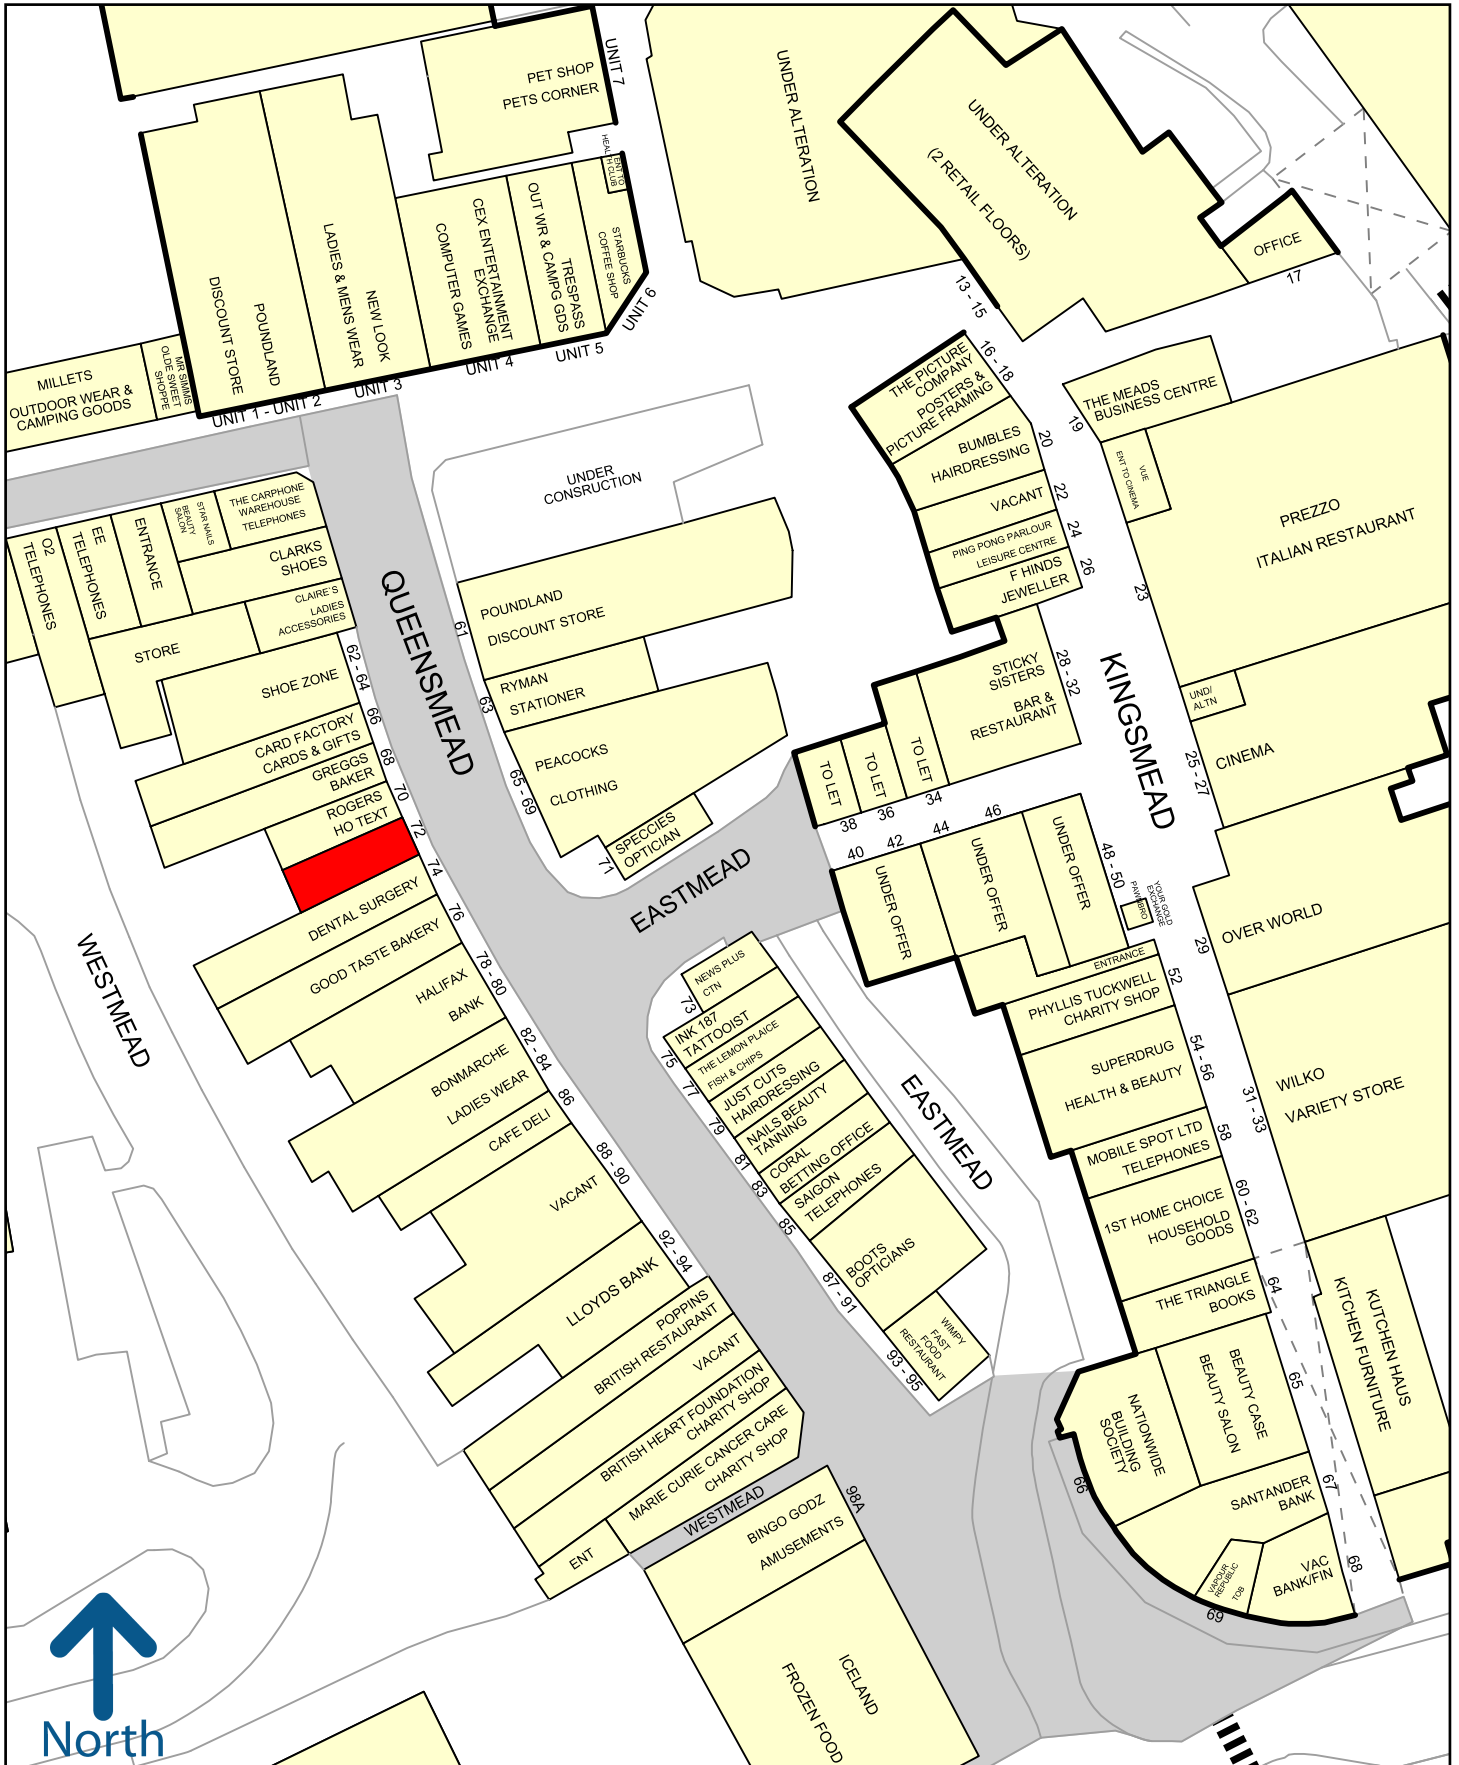 PET SHOP
PETS CORNER
UNIT 7
ENT TO
HEALTH CLUB
UNDER ALTERATION
UNDER ALTERATION
(2 RETAIL FLOORS)
OFFICE
17
13 - 15
MILLETS
OUTDOOR WEAR &
CAMPING GOODS
MR SIMMS
OLDE SWEET
SHOPPE
POUNDLAND
DISCOUNT STORE
UNIT 1 - UNIT 2
NEW LOOK
LADIES & MENS WEAR
UNIT 3
CEX ENTERTAINMENT
EXCHANGE
COMPUTER GAMES
UNIT 4
TRESPASS
OUT WR & CAMPG GDS
UNIT 5
STARBUCKS
COFFEE SHOP
UNIT 6
THE PICTURE
COMPANY
POSTERS &
PICTURE FRAMING
16 - 18
BUMBLES
HAIRDRESSING
20
VACANT
22
PING PONG PARLOUR
LEISURE CENTRE
24
F HINDS
JEWELLER
26
THE MEADS
BUSINESS CENTRE
19
VUE
ENT TO CINEMA
PREZZO
ITALIAN RESTAURANT
23
UNDER
CONSRUCTION
O2
TELEPHONES
EE
TELEPHONES
ENTRANCE
STAR NAILS
BEAUTY
SALON
THE CARPHONE
WAREHOUSE
TELEPHONES
CLARKS
SHOES
CLAIRE'S
LADIES
ACCESSORIES
STORE
QUEENSMEAD
POUNDLAND
DISCOUNT STORE
61
RYMAN
STATIONER
63
PEACOCKS
CLOTHING
65 - 69
SPECCIES
OPTICIAN
71
SHOE ZONE
62 - 64
CARD FACTORY
CARDS & GIFTS
66
GREGGS
BAKER
68
ROGERS
HO TEXT
70
72
DENTAL SURGERY
74
GOOD TASTE BAKERY
76
HALIFAX
BANK
78 - 80
BONMARCHE
LADIES WEAR
82 - 84
CAFE DELI
86
VACANT
88 - 90
LLOYDS BANK
92 - 94
POPPINS
BRITISH RESTAURANT
VACANT
BRITISH HEART FOUNDATION
CHARITY SHOP
MARIE CURIE CANCER CARE
CHARITY SHOP
ENT
WESTMEAD
WESTMEAD
BINGO GODZ
AMUSEMENTS
98A
ICELAND
FROZEN FOOD
STICKY
SISTERS
BAR &
RESTAURANT
28 - 32
KINGSMEAD
UND/
ALTN
CINEMA
25 - 27
TO LET
TO LET
TO LET
38
36
34
EASTMEAD
40
42
44
46
UNDER OFFER
UNDER OFFER
UNDER OFFER
48 - 50
YOUR GOLD
EXCHANGE
PAWNBRO
OVER WORLD
29
NEWS PLUS
CTN
73
INK 187
TATTOOIST
75
THE LEMON PLAICE
FISH & CHIPS
77
JUST CUTS
HAIRDRESSING
79
NAILS BEAUTY
TANNING
81
CORAL
BETTING OFFICE
83
SAIGON
TELEPHONES
85
BOOTS
OPTICIANS
87 - 91
WIMPY
FAST
FOOD
RESTAURANT
93 - 95
EASTMEAD
ENTRANCE
PHYLLIS TUCKWELL
CHARITY SHOP
52
SUPERDRUG
HEALTH & BEAUTY
54 - 56
MOBILE SPOT LTD
TELEPHONES
58
1ST HOME CHOICE
HOUSEHOLD
GOODS
60 - 62
THE TRIANGLE
BOOKS
64
WILKO
VARIETY STORE
31 - 33
KUTCHEN HAUS
KITCHEN FURNITURE
BEAUTY CASE
BEAUTY SALON
65
NATIONWIDE
BUILDING
SOCIETY
66
SANTANDER
BANK
67
VAPOUR
REPUBLIC
TOB
69
VAC
BANK/FIN
68
North